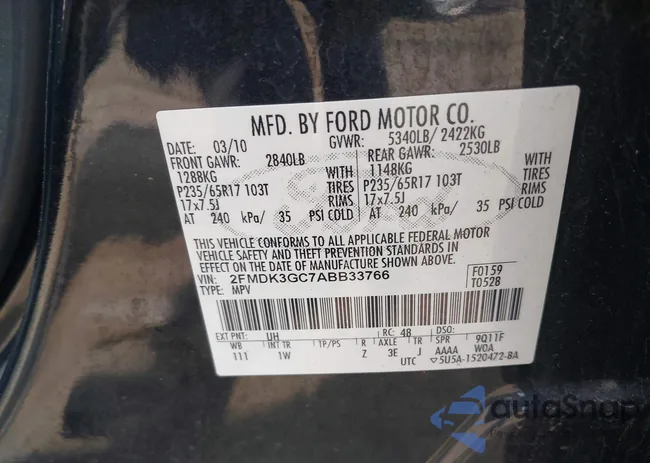 MFD. BY FORD MOTOR CO.
DATE: 03/10 GVWR: 5340LB/ 2422KG
FRONT GAWR: 2840LB REAR GAWR: 2530LB
1288KG WITH 1148KG WITH
P235/65R17 103T TIRES P235/65R17 103T TIRES
17x7.5J RIMS 17x7.5J RIMS
AT 240 kPa/ 35 PSI COLD AT 240 kPa/ 35 PSI COLD
THIS VEHICLE CONFORMS TO ALL APPLICABLE FEDERAL MOTOR
VEHICLE SAFETY AND THEFT PREVENTION STANDARDS IN
EFFECT ON THE DATE OF MANUFACTURE SHOWN ABOVE.
VIN: 2FMDK3GC7ABB33766 F0159
TYPE: MPV T0528
EXT PNT: UH RC: 48 DSO:
WB INT TR TP/PS R AXLE TR SPR 9Q11F
111 1W Z 3E J AAAA WOA
UTC 5U5A-1520472-BA
autoSnap